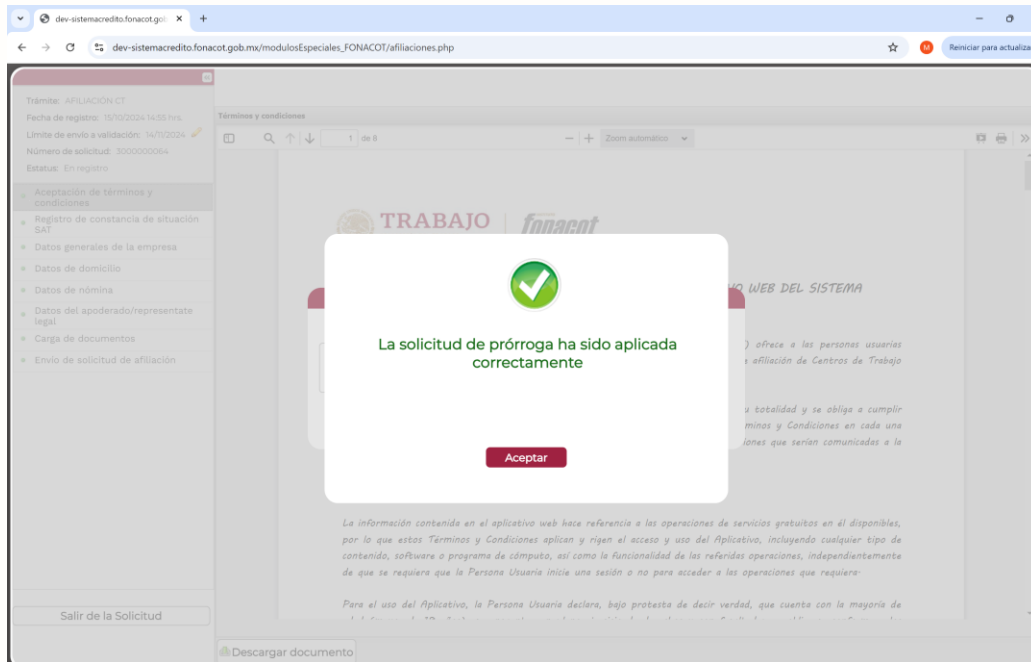 dev-sistemacredito.fonacot.gob
dev-sistemacredito.fonacot.gob.mx/modulosEspeciales_FONACOT/afiliaciones.php
M
Reiniciar para actualiza
Trámite: AFILIACIÓN CT
Fecha de registro: 15/10/2024 14:55 hrs.
Límite de envío a validación: 14/11/2024
Número de solicitud: 3000000064
Estatus: En registro
Aceptación de términos y
condiciones
Registro de constancia de situación
SAT
Datos generales de la empresa
Datos de domicilio
Datos de nómina
Datos del apoderado/representate
legal
Carga de documentos
Envío de solicitud de afiliación
Salir de la Solicitud
Términos y condiciones
1 de 8
Zoom automático
TRABAJO fonacot
VO WEB DEL SISTEMA
) ofrece a las personas usuarias
e afiliación de Centros de Trabajo
La solicitud de prórroga ha sido aplicada
correctamente
u totalidad y se obliga a cumplir
minos y Condiciones en cada una
iones que serían comunicadas a la
Aceptar
La información contenida en el aplicativo web hace referencia a las operaciones de servicios gratuitos en él disponibles,
por lo que estos Términos y Condiciones aplican y rigen el acceso y uso del Aplicativo, incluyendo cualquier tipo de
contenido, software o programa de cómputo, así como la funcionalidad de las referidas operaciones, independientemente
de que se requiera que la Persona Usuaria inicie una sesión o no para acceder a las operaciones que requiera.
Para el uso del Aplicativo, la Persona Usuaria declara, bajo protesta de decir verdad, que cuenta con la mayoría de
Descargar documento